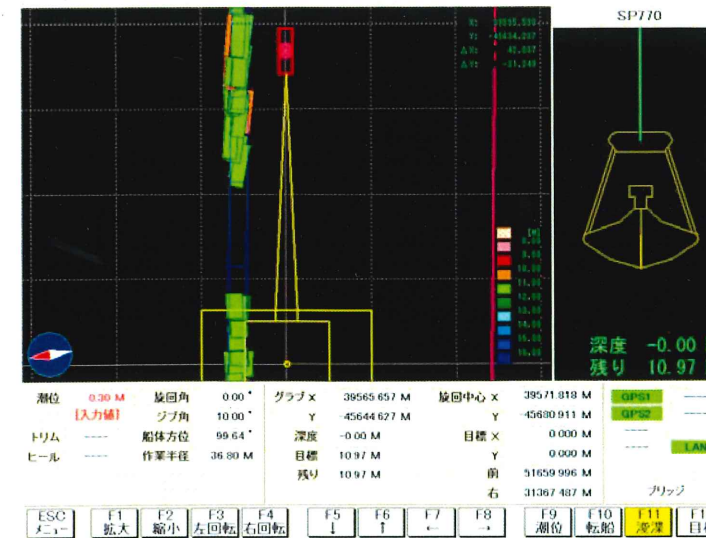 SP770
X:
Y:
ΔX:
ΔY:
[M]
深度 -0.00
残り 10.97
潮位 0.30 M 旋回角 0.00° グラブ X 39565.657 M 旋回中心 X 39571.818 M GPS1 ----
[入力値] ジブ角 10.00° Y -45644.627 M Y -45680.911 M GPS2 ----
トリム ---- 船体方位 99.64° 深度 -0.00 M 目標 X 0.000 M ----
ヒール ---- 作業半径 36.80 M 目標 10.97 M Y 0.000 M ---- LAN
残り 10.97 M 前 51659.996 M
右 31367.487 M ブリッジ
ESC F1 F2 F3 F4 F5 F6 F7 F8 F9 F10 F11
メニュー 拡大 縮小 左回転 右回転 ↓ ↑ ← → 潮位 転船 浚渫